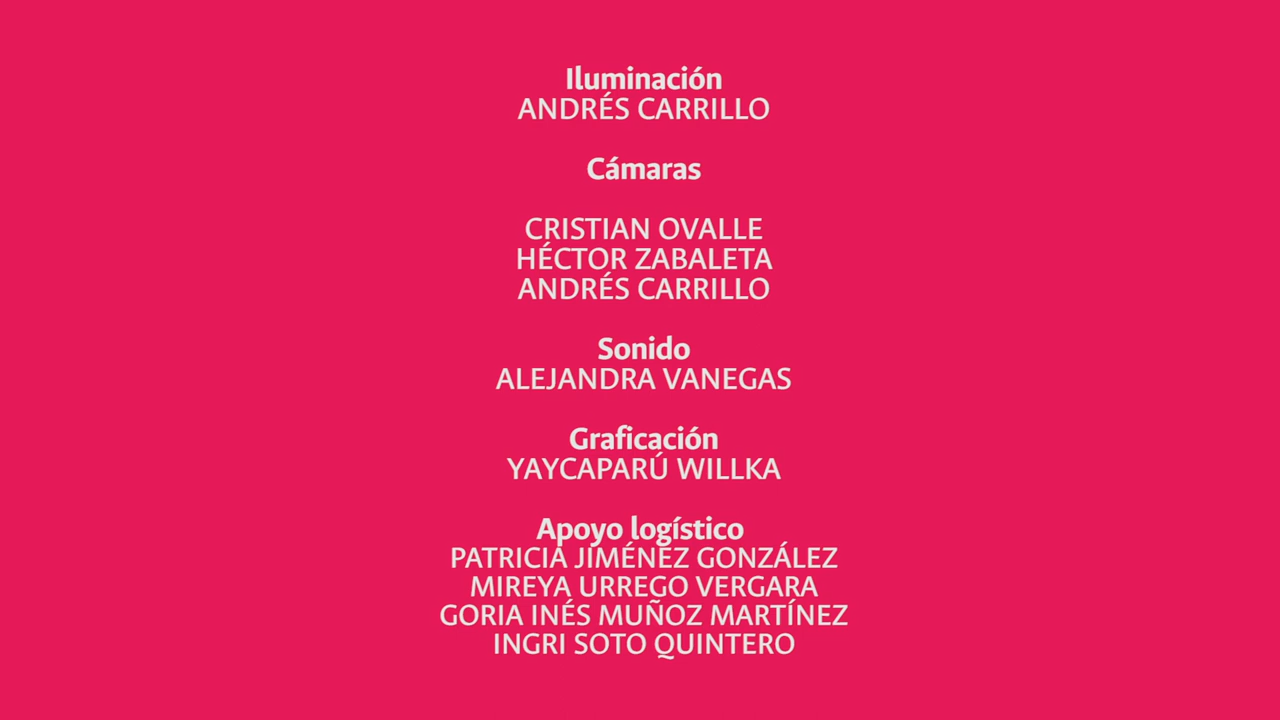 Iluminación
ANDRÉS CARRILLO
Cámaras
CRISTIAN OVALLE
HÉCTOR ZABALETA
ANDRÉS CARRILLO
Sonido
ALEJANDRA VANEGAS
Graficación
YAYCAPARÚ WILLKA
Apoyo logístico
PATRICIA JIMÉNEZ GONZÁLEZ
MIREYA URREGO VERGARA
GORIA INÉS MUÑOZ MARTÍNEZ
INGRI SOTO QUINTERO